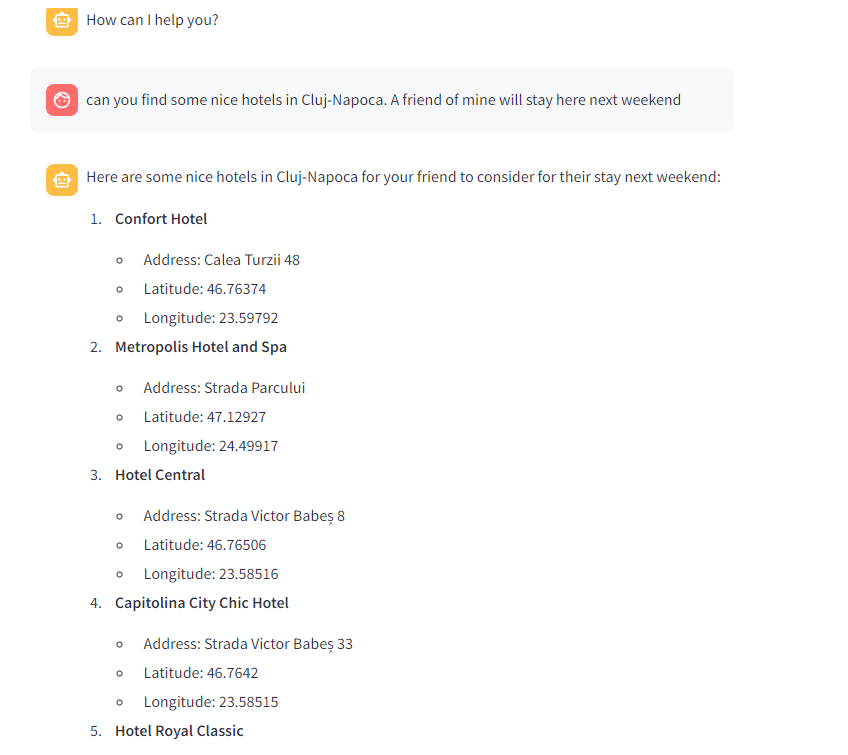 How can I help you?
can you find some nice hotels in Cluj-Napoca. A friend of mine will stay here next weekend
Here are some nice hotels in Cluj-Napoca for your friend to consider for their stay next weekend:
1. Confort Hotel
Address: Calea Turzii 48
Latitude: 46.76374
Longitude: 23.59792
2. Metropolis Hotel and Spa
Address: Strada Parcului
Latitude: 47.12927
Longitude: 24.49917
3. Hotel Central
Address: Strada Victor Babeș 8
Latitude: 46.76506
Longitude: 23.58516
4. Capitolina City Chic Hotel
Address: Strada Victor Babeș 33
Latitude: 46.7642
Longitude: 23.58515
5. Hotel Royal Classic